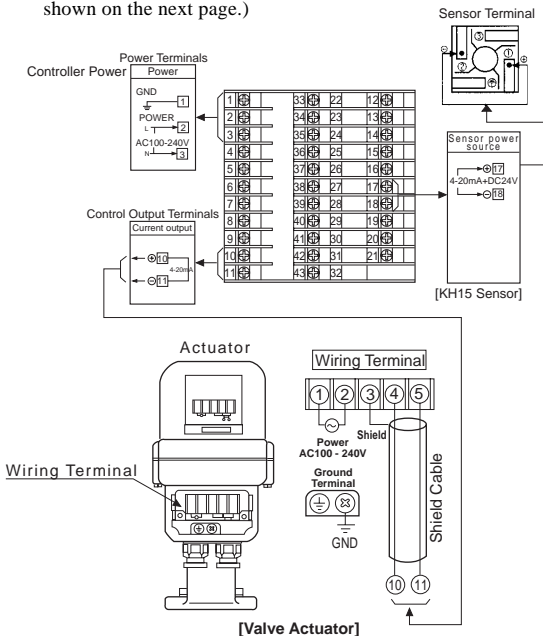 shown on the next page.)
Sensor Terminal
③
⊖
①
⊕
②
④
Power Terminals
Controller Power
Power
GND
1
POWER
L
2
AC100-240V
N
3
1 33 22 12
2 34 23 13
3 35 24 14
4 36 25 15
5 37 26 16
6 38 27 17
7 39 28 18
8 40 29 19
9 41 30 20
10 42 31 21
11 43 32
Sensor power
source
⊕ 17
4-20mA+DC24V
⊖ 18
[KH15 Sensor]
Control Output Terminals
Current output
⊕ 10
4-20mA
⊖ 11
Actuator
Wiring Terminal
Wiring Terminal
① ② ③ ④ ⑤
Power
AC100 - 240V
Shield
Ground
Terminal
GND
Shield Cable
⑩ ⑪
[Valve Actuator]